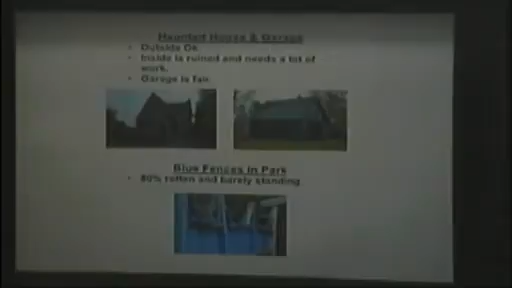 Haunted House & Garage
• Outside Ok
• Inside is ruined and needs a lot of
work.
• Garage is fair.
Blue Fences in Park
• 80% rotten and barely standing